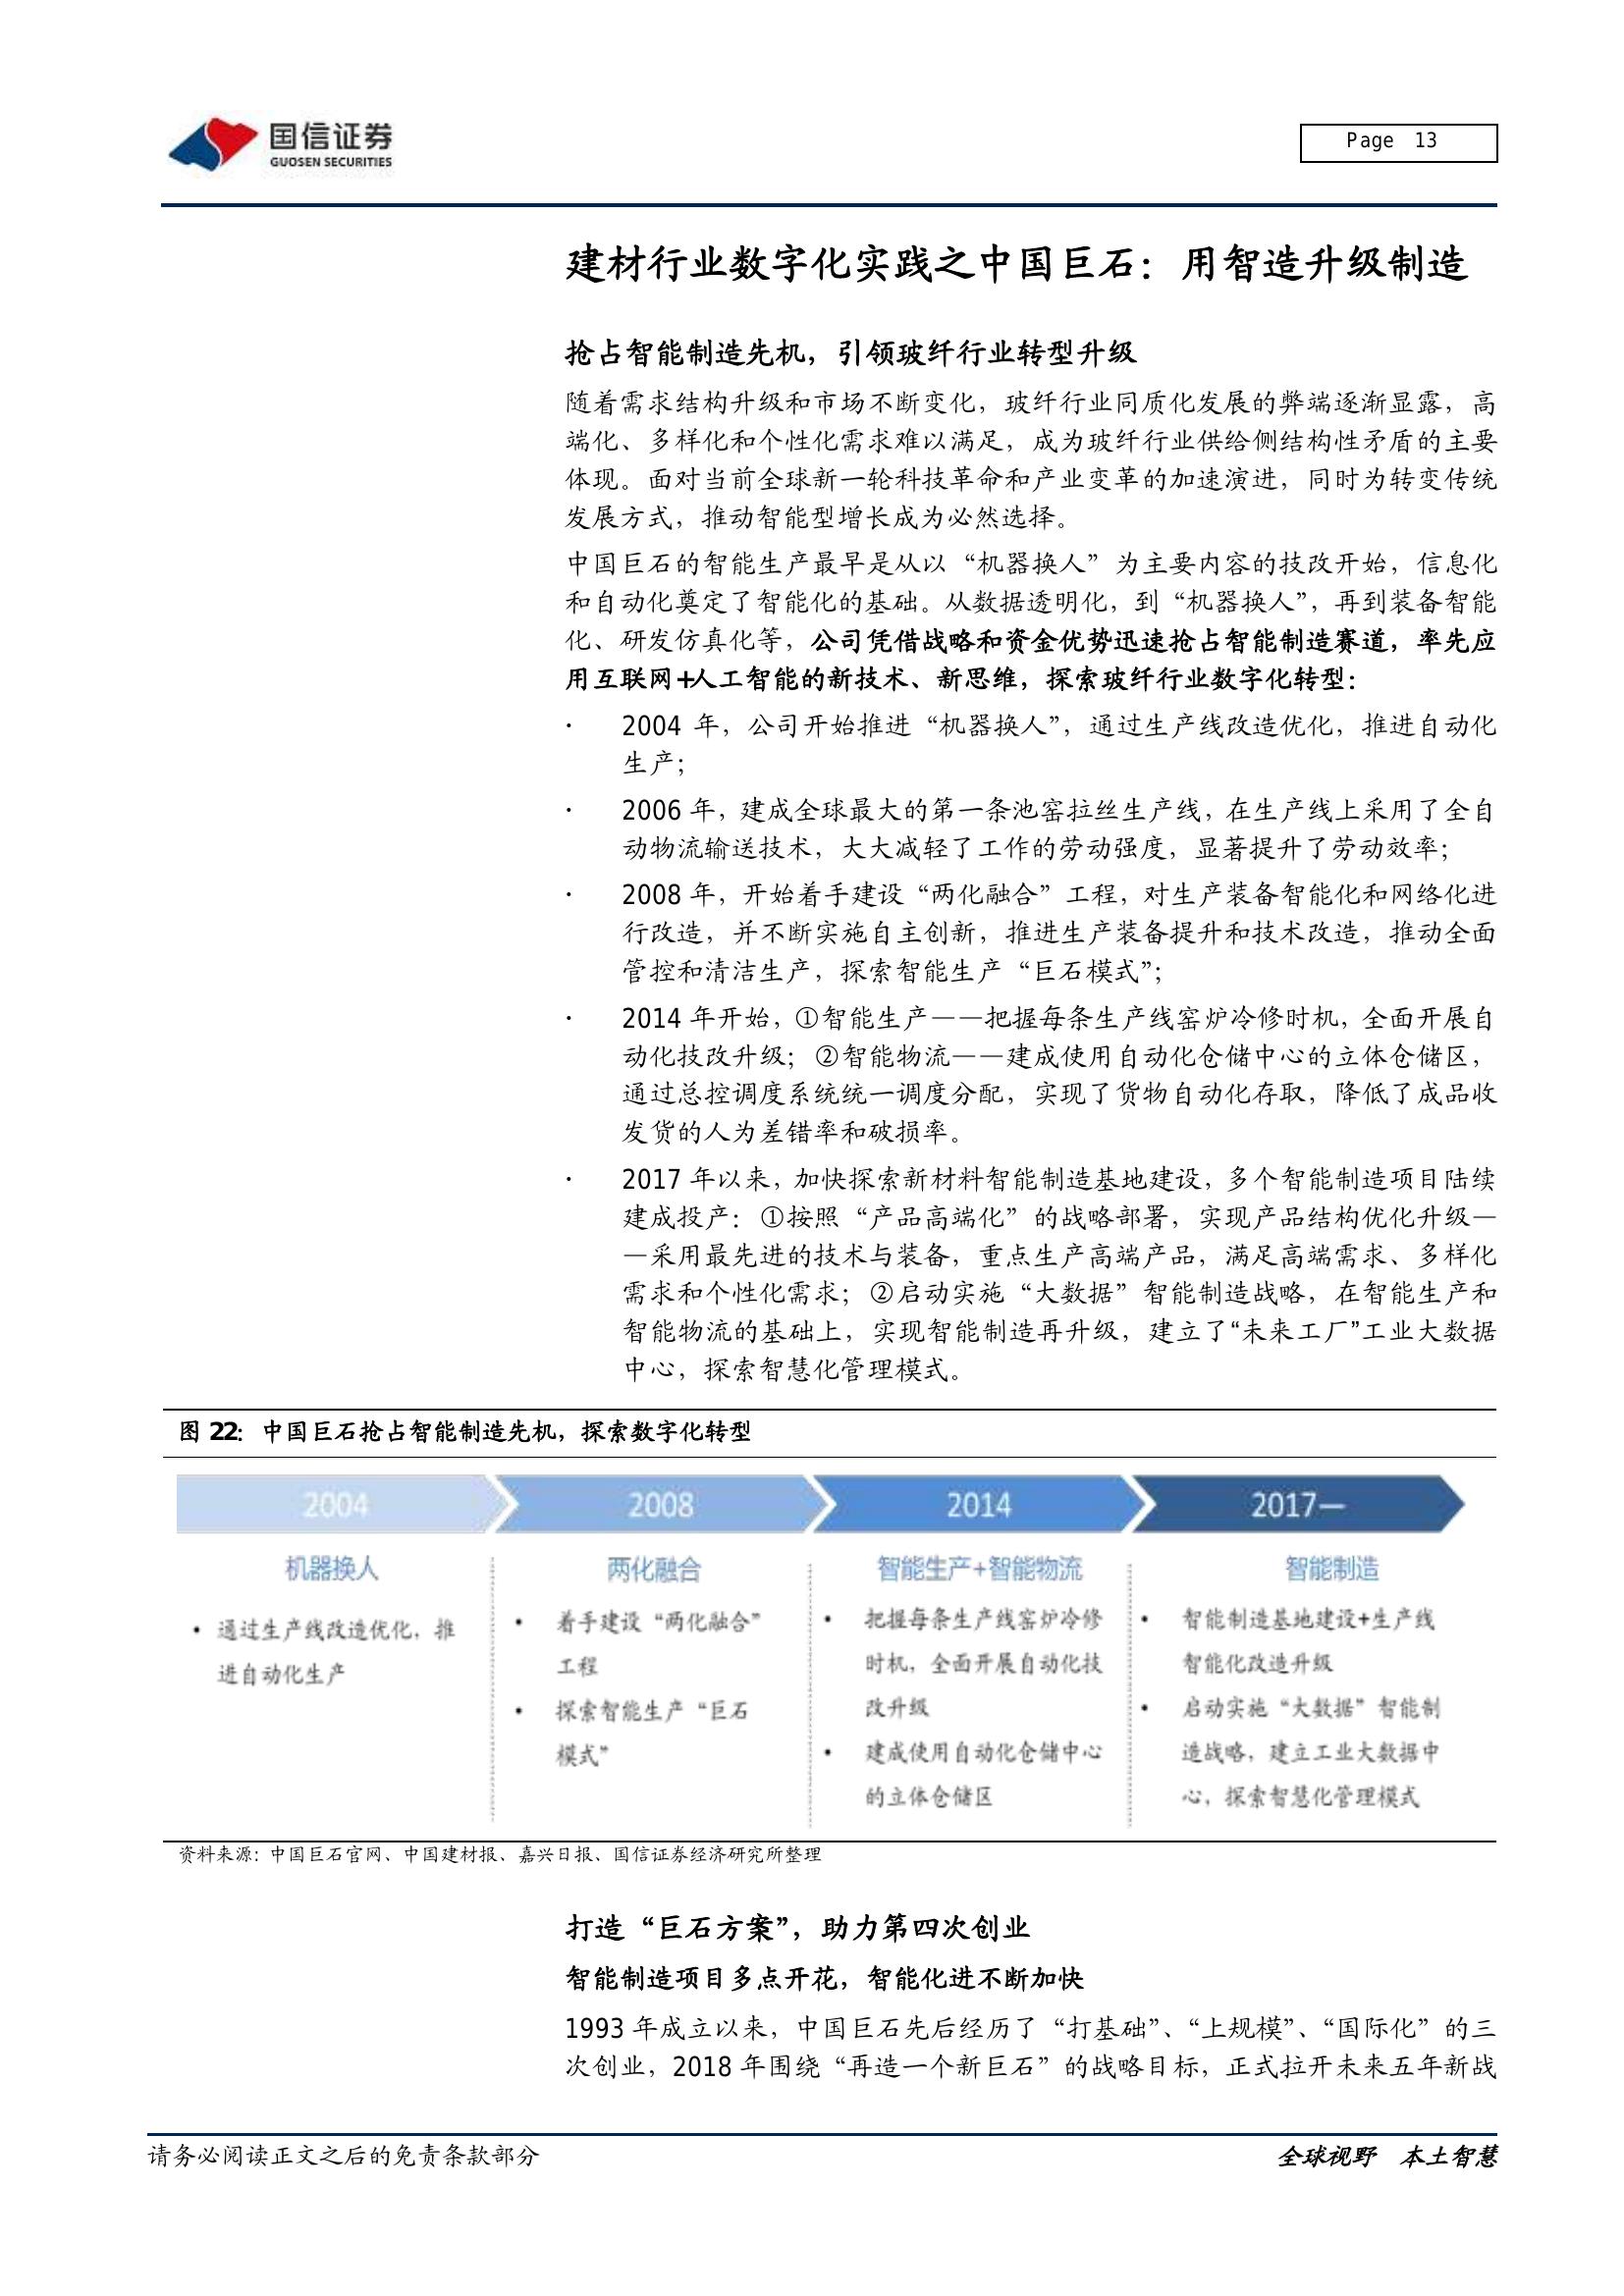 国信证券
GUOSEN SECURITIES
Page 13
建材行业数字化实践之中国巨石：用智造升级制造
抢占智能制造先机，引领玻纤行业转型升级
随着需求结构升级和市场不断变化，玻纤行业同质化发展的弊端逐渐显露，高
端化、多样化和个性化需求难以满足，成为玻纤行业供给侧结构性矛盾的主要
体现。面对当前全球新一轮科技革命和产业变革的加速演进，同时为转变传统
发展方式，推动智能型增长成为必然选择。
中国巨石的智能生产最早是从以“机器换人”为主要内容的技改开始，信息化
和自动化奠定了智能化的基础。从数据透明化，到“机器换人”，再到装备智能
化、研发仿真化等，公司凭借战略和资金优势迅速抢占智能制造赛道，率先应
用互联网+人工智能的新技术、新思维，探索玻纤行业数字化转型：
· 2004 年，公司开始推进“机器换人”，通过生产线改造优化，推进自动化
生产；
· 2006 年，建成全球最大的第一条池窑拉丝生产线，在生产线上采用了全自
动物流输送技术，大大减轻了工作的劳动强度，显著提升了劳动效率；
· 2008 年，开始着手建设“两化融合”工程，对生产装备智能化和网络化进
行改造，并不断实施自主创新，推进生产装备提升和技术改造，推动全面
管控和清洁生产，探索智能生产“巨石模式”；
· 2014 年开始，①智能生产——把握每条生产线窑炉冷修时机，全面开展自
动化技改升级；②智能物流——建成使用自动化仓储中心的立体仓储区，
通过总控调度系统统一调度分配，实现了货物自动化存取，降低了成品收
发货的人为差错率和破损率。
· 2017 年以来，加快探索新材料智能制造基地建设，多个智能制造项目陆续
建成投产：①按照“产品高端化”的战略部署，实现产品结构优化升级—
—采用最先进的技术与装备，重点生产高端产品，满足高端需求、多样化
需求和个性化需求；②启动实施“大数据”智能制造战略，在智能生产和
智能物流的基础上，实现智能制造再升级，建立了“未来工厂”工业大数据
中心，探索智慧化管理模式。
图 22：中国巨石抢占智能制造先机，探索数字化转型
2004
机器换人
• 通过生产线改造优化，推
进自动化生产
2008
两化融合
• 着手建设“两化融合”
工程
• 探索智能生产“巨石
模式”
2014
智能生产+智能物流
• 把握每条生产线窑炉冷修
时机，全面开展自动化技
改升级
• 建成使用自动化仓储中心
的立体仓储区
2017—
智能制造
• 智能制造基地建设+生产线
智能化改造升级
• 启动实施“大数据”智能制
造战略，建立工业大数据中
心，探索智慧化管理模式
资料来源：中国巨石官网、中国建材报、嘉兴日报、国信证券经济研究所整理
打造“巨石方案”，助力第四次创业
智能制造项目多点开花，智能化进不断加快
1993 年成立以来，中国巨石先后经历了“打基础”、“上规模”、“国际化”的三
次创业，2018 年围绕“再造一个新巨石”的战略目标，正式拉开未来五年新战
请务必阅读正文之后的免责条款部分
全球视野 本土智慧